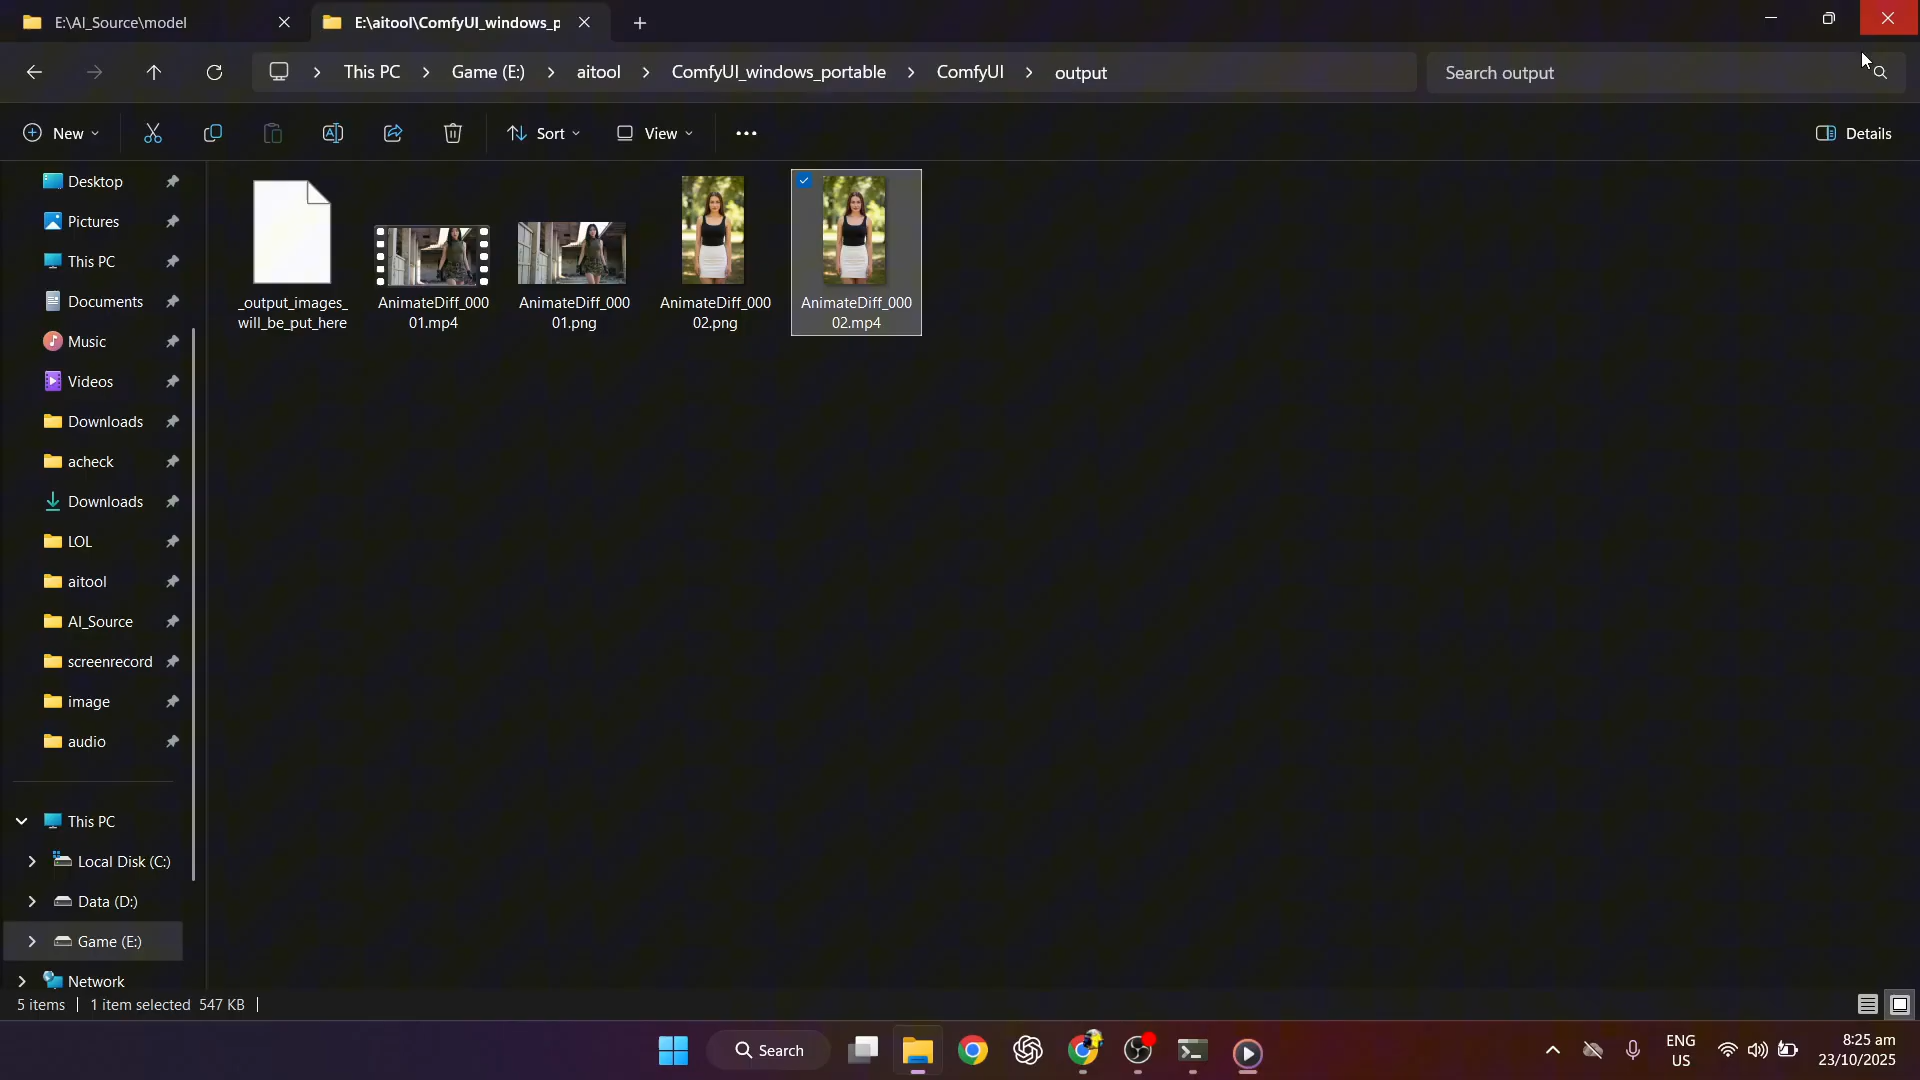 E:\AI_Source\model
E:\aitool\ComfyUI_windows_p
This PC
Game (E:)
aitool
ComfyUI_windows_portable
ComfyUI
output
Search output
New
Sort
View
Details
Desktop
Pictures
This PC
Documents
Music
Videos
Downloads
acheck
Downloads
LOL
aitool
AI_Source
screenrecord
image
audio
This PC
Local Disk (C:)
Data (D:)
Game (E:)
Network
_output_images_
will_be_put_here
AnimateDiff_000
01.mp4
AnimateDiff_000
01.png
AnimateDiff_000
02.png
AnimateDiff_000
02.mp4
5 items
1 item selected 547 KB
Search
ENG
US
8:25 am
23/10/2025